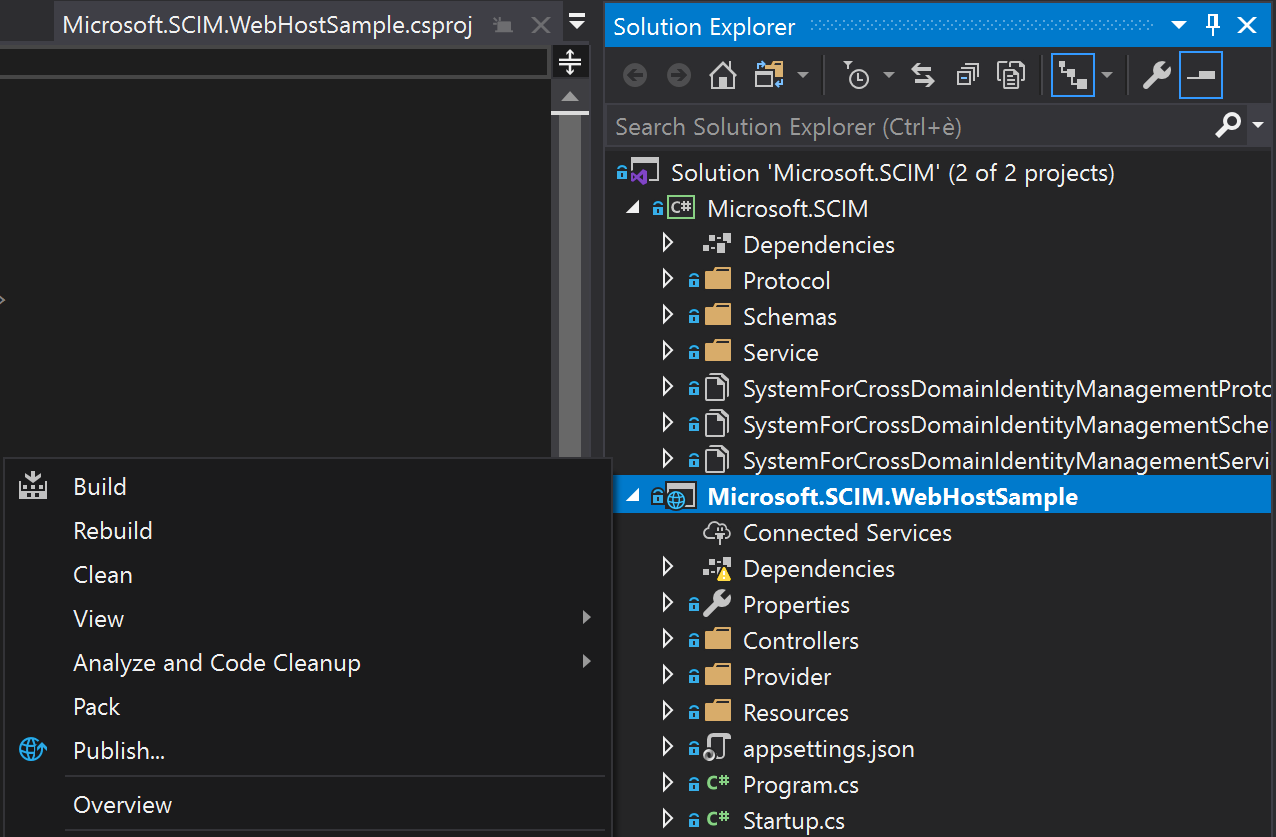 Microsoft.SCIM.WebHostSample.csproj
Solution Explorer
Search Solution Explorer (Ctrl+è)
Solution 'Microsoft.SCIM' (2 of 2 projects)
C# Microsoft.SCIM
Dependencies
Protocol
Schemas
Service
SystemForCrossDomainIdentityManagementProto
SystemForCrossDomainIdentityManagementSche
SystemForCrossDomainIdentityManagementServi
Microsoft.SCIM.WebHostSample
Connected Services
Dependencies
Properties
Controllers
Provider
Resources
appsettings.json
C# Program.cs
C# Startup.cs
Build
Rebuild
Clean
View
Analyze and Code Cleanup
Pack
Publish...
Overview